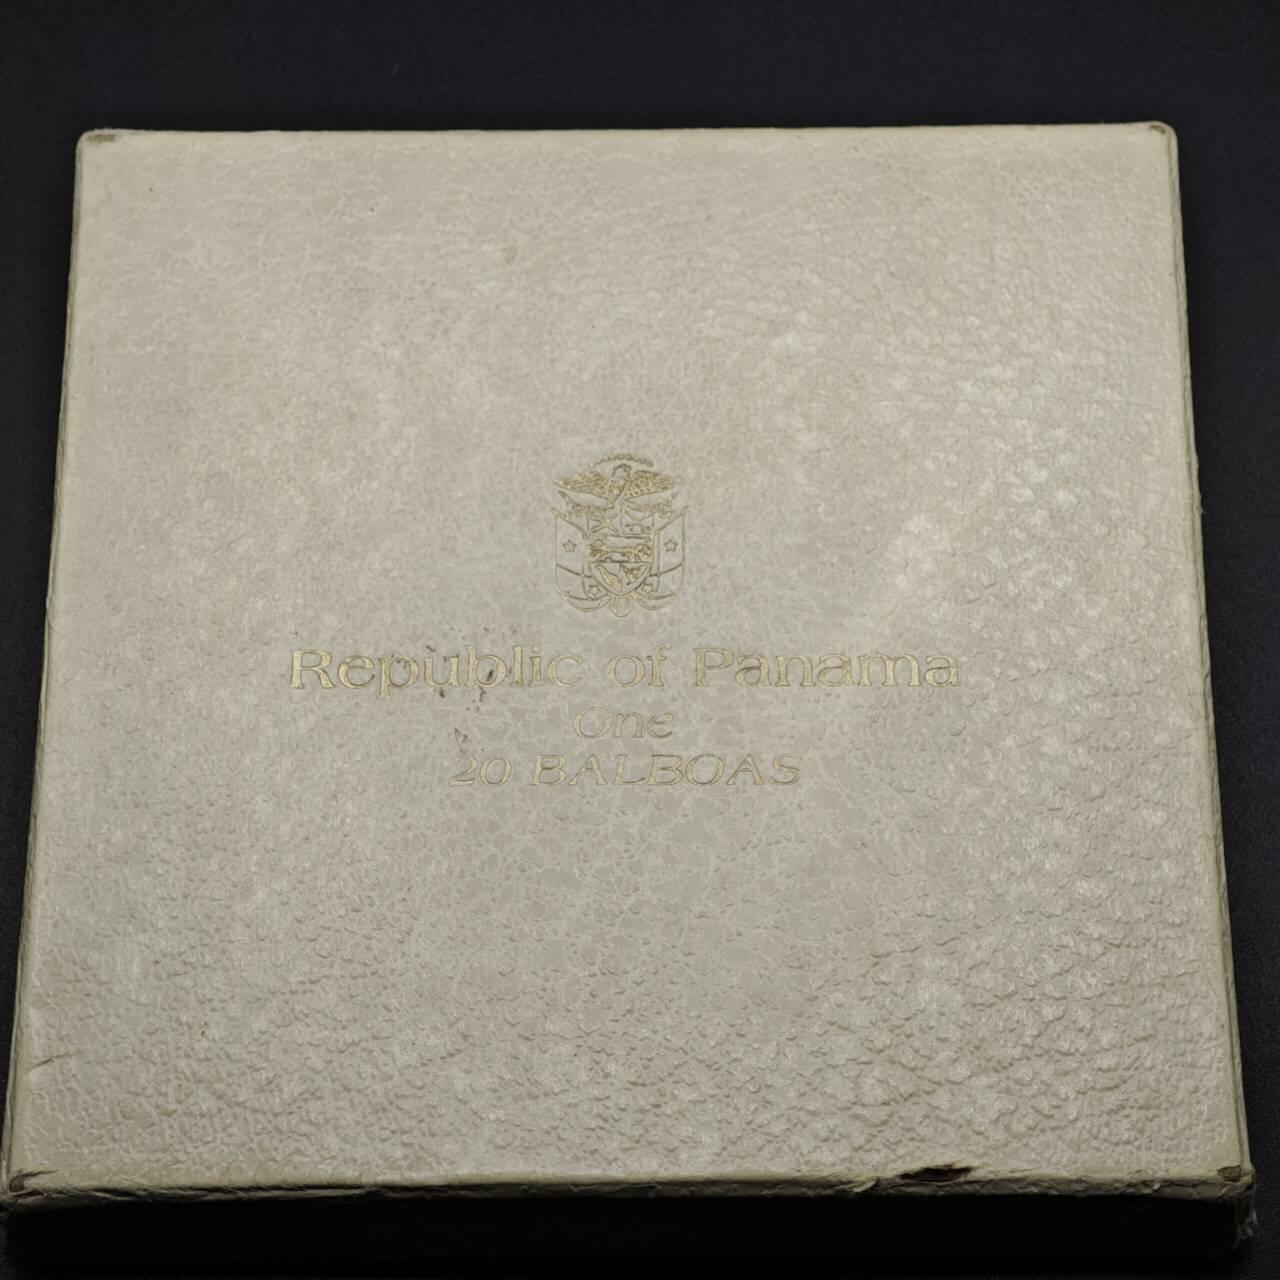 Republic of Panama
One
20 BALBOAS